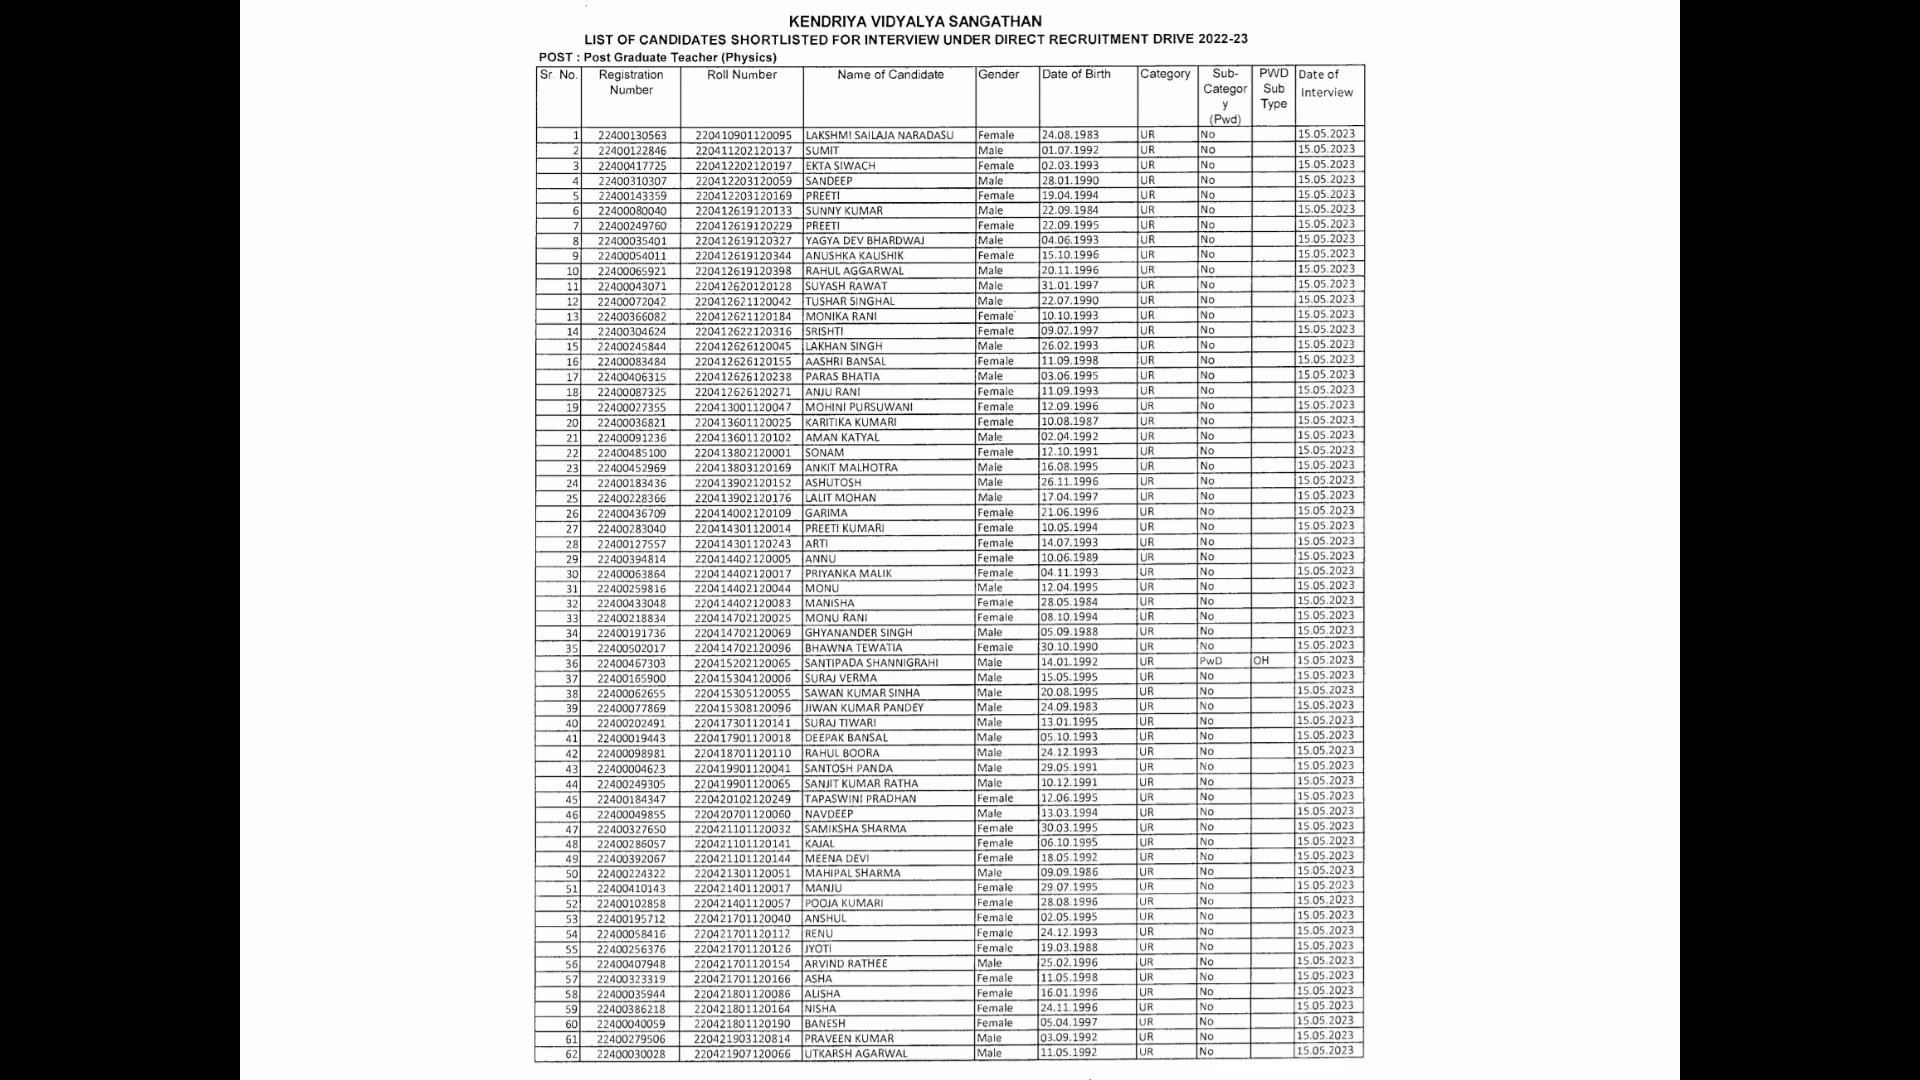 KENDRIYA VIDYALYA SANGATHAN
LIST OF CANDIDATES SHORTLISTED FOR INTERVIEW UNDER DIRECT RECRUITMENT DRIVE 2022-23
POST : Post Graduate Teacher (Physics)
Sr. No. Registration Number Roll Number Name of Candidate Gender Date of Birth Category Sub-Category (Pwd) PWD Sub Type Date of Interview
1 22400130563 220410901120095 LAKSHMI SAILAJA NARADASU Female 24.08.1983 UR No 15.05.2023
2 22400122846 220411202120137 SUMIT Male 01.07.1992 UR No 15.05.2023
3 22400417725 220412202120197 EKTA SIWACH Female 02.03.1993 UR No 15.05.2023
4 22400310307 220412203120059 SANDEEP Male 28.01.1990 UR No 15.05.2023
5 22400143359 220412203120169 PREETI Female 19.04.1994 UR No 15.05.2023
6 22400080040 220412619120133 SUNNY KUMAR Male 22.09.1984 UR No 15.05.2023
7 22400249760 220412619120229 PREETI Female 22.09.1995 UR No 15.05.2023
8 22400035401 220412619120327 YAGYA DEV BHARDWAJ Male 04.06.1993 UR No 15.05.2023
9 22400054011 220412619120344 ANUSHKA KAUSHIK Female 15.10.1996 UR No 15.05.2023
10 22400065921 220412619120398 RAHUL AGGARWAL Male 20.11.1996 UR No 15.05.2023
11 22400043071 220412620120128 SUYASH RAWAT Male 31.01.1997 UR No 15.05.2023
12 22400072042 220412621120042 TUSHAR SINGHAL Male 22.07.1990 UR No 15.05.2023
13 22400366082 220412621120184 MONIKA RANI Female 10.10.1993 UR No 15.05.2023
14 22400304624 220412622120316 SRISHTI Female 09.02.1997 UR No 15.05.2023
15 22400245844 220412626120045 LAKHAN SINGH Male 26.02.1993 UR No 15.05.2023
16 22400083484 220412626120155 AASHRI BANSAL Female 11.09.1998 UR No 15.05.2023
17 22400406315 220412626120238 PARAS BHATIA Male 03.06.1995 UR No 15.05.2023
18 22400087325 220412626120271 ANJU RANI Female 11.09.1993 UR No 15.05.2023
19 22400027355 220413001120047 MOHINI PURSUWANI Female 12.09.1996 UR No 15.05.2023
20 22400036821 220413601120025 KARITIKA KUMARI Female 10.08.1987 UR No 15.05.2023
21 22400091236 220413601120102 AMAN KATYAL Male 02.04.1992 UR No 15.05.2023
22 22400485100 220413802120001 SONAM Female 12.10.1991 UR No 15.05.2023
23 22400452969 220413803120169 ANKIT MALHOTRA Male 16.08.1995 UR No 15.05.2023
24 22400183436 220413902120152 ASHUTOSH Male 26.11.1996 UR No 15.05.2023
25 22400228366 220413902120176 LALIT MOHAN Male 17.04.1997 UR No 15.05.2023
26 22400436709 220414002120109 GARIMA Female 21.06.1996 UR No 15.05.2023
27 22400283040 220414301120014 PREETI KUMARI Female 10.05.1994 UR No 15.05.2023
28 22400127557 220414301120243 ARTI Female 14.07.1993 UR No 15.05.2023
29 22400394814 220414402120005 ANNU Female 10.06.1989 UR No 15.05.2023
30 22400063864 220414402120017 PRIYANKA MALIK Female 04.11.1993 UR No 15.05.2023
31 22400259816 220414402120044 MONU Male 12.04.1995 UR No 15.05.2023
32 22400433048 220414402120083 MANISHA Female 28.05.1984 UR No 15.05.2023
33 22400218834 220414702120025 MONU RANI Female 08.10.1994 UR No 15.05.2023
34 22400191736 220414702120069 GHYANANDER SINGH Male 05.09.1988 UR No 15.05.2023
35 22400502017 220414702120096 BHAWNA TEWATIA Female 30.10.1990 UR No 15.05.2023
36 22400467303 220415202120065 SANTIPADA SHANNIGRAHI Male 14.01.1992 UR PwD OH 15.05.2023
37 22400165900 220415304120006 SURAJ VERMA Male 15.05.1995 UR No 15.05.2023
38 22400062655 220415305120055 SAWAN KUMAR SINHA Male 20.08.1995 UR No 15.05.2023
39 22400077869 220415308120096 JIWAN KUMAR PANDEY Male 24.09.1983 UR No 15.05.2023
40 22400202491 220417301120141 SURAJ TIWARI Male 13.01.1995 UR No 15.05.2023
41 22400019443 220417901120018 DEEPAK BANSAL Male 05.10.1993 UR No 15.05.2023
42 22400098981 220418701120110 RAHUL BOORA Male 24.12.1993 UR No 15.05.2023
43 22400004623 220419901120041 SANTOSH PANDA Male 29.05.1991 UR No 15.05.2023
44 22400249305 220419901120065 SANJIT KUMAR RATHA Male 10.12.1991 UR No 15.05.2023
45 22400184347 220420102120249 TAPASWINI PRADHAN Female 12.06.1995 UR No 15.05.2023
46 22400049855 220420701120060 NAVDEEP Male 13.03.1994 UR No 15.05.2023
47 22400327650 220421101120032 SAMIKSHA SHARMA Female 30.03.1995 UR No 15.05.2023
48 22400286057 220421101120141 KAJAL Female 06.10.1995 UR No 15.05.2023
49 22400392067 220421101120144 MEENA DEVI Female 18.05.1992 UR No 15.05.2023
50 22400224322 220421301120051 MAHIPAL SHARMA Male 09.09.1986 UR No 15.05.2023
51 22400410143 220421401120017 MANJU Female 29.07.1995 UR No 15.05.2023
52 22400102858 220421401120057 POOJA KUMARI Female 28.08.1996 UR No 15.05.2023
53 22400195712 220421701120040 ANSHUL Female 02.05.1995 UR No 15.05.2023
54 22400058416 220421701120112 RENU Female 24.12.1993 UR No 15.05.2023
55 22400256376 220421701120126 JYOTI Female 19.03.1988 UR No 15.05.2023
56 22400407948 220421701120154 ARVIND RATHEE Male 25.02.1996 UR No 15.05.2023
57 22400323319 220421701120166 ASHA Female 11.05.1998 UR No 15.05.2023
58 22400035944 220421801120086 ALISHA Female 16.01.1996 UR No 15.05.2023
59 22400386218 220421801120164 NISHA Female 24.11.1996 UR No 15.05.2023
60 22400040059 220421801120190 BANESH Female 05.04.1997 UR No 15.05.2023
61 22400279506 220421903120814 PRAVEEN KUMAR Male 03.09.1992 UR No 15.05.2023
62 22400030028 220421907120066 UTKARSH AGARWAL Male 11.05.1992 UR No 15.05.2023